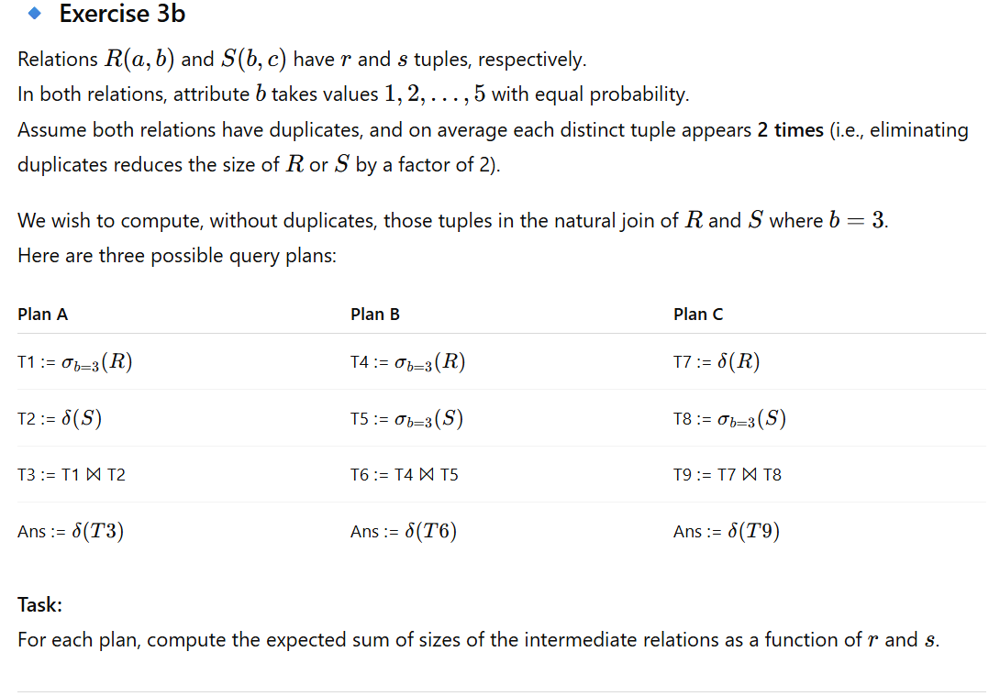 Exercise 3b
Relations R(a, b) and S(b, c) have r and s tuples, respectively.
In both relations, attribute b takes values 1, 2, . . . , 5 with equal probability.
Assume both relations have duplicates, and on average each distinct tuple appears 2 times (i.e., eliminating
duplicates reduces the size of R or S by a factor of 2).
We wish to compute, without duplicates, those tuples in the natural join of R and S where b = 3.
Here are three possible query plans:
Plan A Plan B Plan C
T1 := σb=3(R) T4 := σb=3(R) T7 := δ(R)
T2 := δ(S) T5 := σb=3(S) T8 := σb=3(S)
T3 := T1 ⋈ T2 T6 := T4 ⋈ T5 T9 := T7 ⋈ T8
Ans := δ(T3) Ans := δ(T6) Ans := δ(T9)
Task:
For each plan, compute the expected sum of sizes of the intermediate relations as a function of r and s.